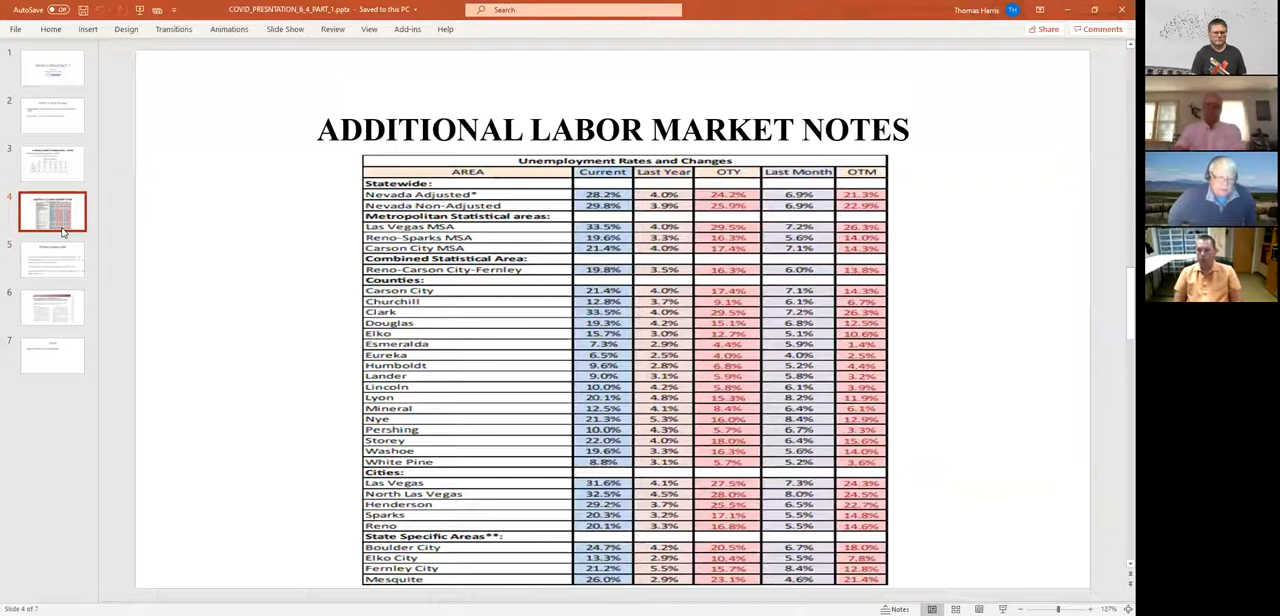 AutoSave Off
COVID_PRESNTATION_6_4_PART_1.pptx - Saved to this PC
Search
Thomas Harris TH
File Home Insert Design Transitions Animations Slide Show Review View Add-ins Help Share Comments
1
2
3
4
5
6
7
ADDITIONAL LABOR MARKET NOTES
Unemployment Rates and Changes
AREA Current Last Year OTY Last Month OTM
Statewide:
Nevada Adjusted* 28.2% 4.0% 24.2% 6.9% 21.3%
Nevada Non-Adjusted 29.8% 3.9% 25.9% 6.9% 22.9%
Metropolitan Statistical areas:
Las Vegas MSA 33.5% 4.0% 29.5% 7.2% 26.3%
Reno-Sparks MSA 19.6% 3.3% 16.3% 5.6% 14.0%
Carson City MSA 21.4% 4.0% 17.4% 7.1% 14.3%
Combined Statistical Area:
Reno-Carson City-Fernley 19.8% 3.5% 16.3% 6.0% 13.8%
Counties:
Carson City 21.4% 4.0% 17.4% 7.1% 14.3%
Churchill 12.8% 3.7% 9.1% 6.1% 6.7%
Clark 33.5% 4.0% 29.5% 7.2% 26.3%
Douglas 19.3% 4.2% 15.1% 6.8% 12.5%
Elko 15.7% 3.0% 12.7% 5.1% 10.6%
Esmeralda 7.3% 2.9% 4.4% 5.9% 1.4%
Eureka 6.5% 2.5% 4.0% 4.0% 2.5%
Humboldt 9.6% 2.8% 6.8% 5.2% 4.4%
Lander 9.0% 3.1% 5.9% 5.8% 3.2%
Lincoln 10.0% 4.2% 5.8% 6.1% 3.9%
Lyon 20.1% 4.8% 15.3% 8.2% 11.9%
Mineral 12.5% 4.1% 8.4% 6.4% 6.1%
Nye 21.3% 5.3% 16.0% 8.4% 12.9%
Pershing 10.0% 4.3% 5.7% 6.7% 3.3%
Storey 22.0% 4.0% 18.0% 6.4% 15.6%
Washoe 19.6% 3.3% 16.3% 5.6% 14.0%
White Pine 8.8% 3.1% 5.7% 5.2% 3.6%
Cities:
Las Vegas 31.6% 4.1% 27.5% 7.3% 24.3%
North Las Vegas 32.5% 4.5% 28.0% 8.0% 24.5%
Henderson 29.2% 3.7% 25.5% 6.5% 22.7%
Sparks 20.3% 3.2% 17.1% 5.5% 14.8%
Reno 20.1% 3.3% 16.8% 5.5% 14.6%
State Specific Areas**:
Boulder City 24.7% 4.2% 20.5% 6.7% 18.0%
Elko City 13.3% 2.9% 10.4% 5.5% 7.8%
Fernley City 21.2% 5.5% 15.7% 8.4% 12.8%
Mesquite 26.0% 2.9% 23.1% 4.6% 21.4%
Slide 4 of 7 Notes 127%